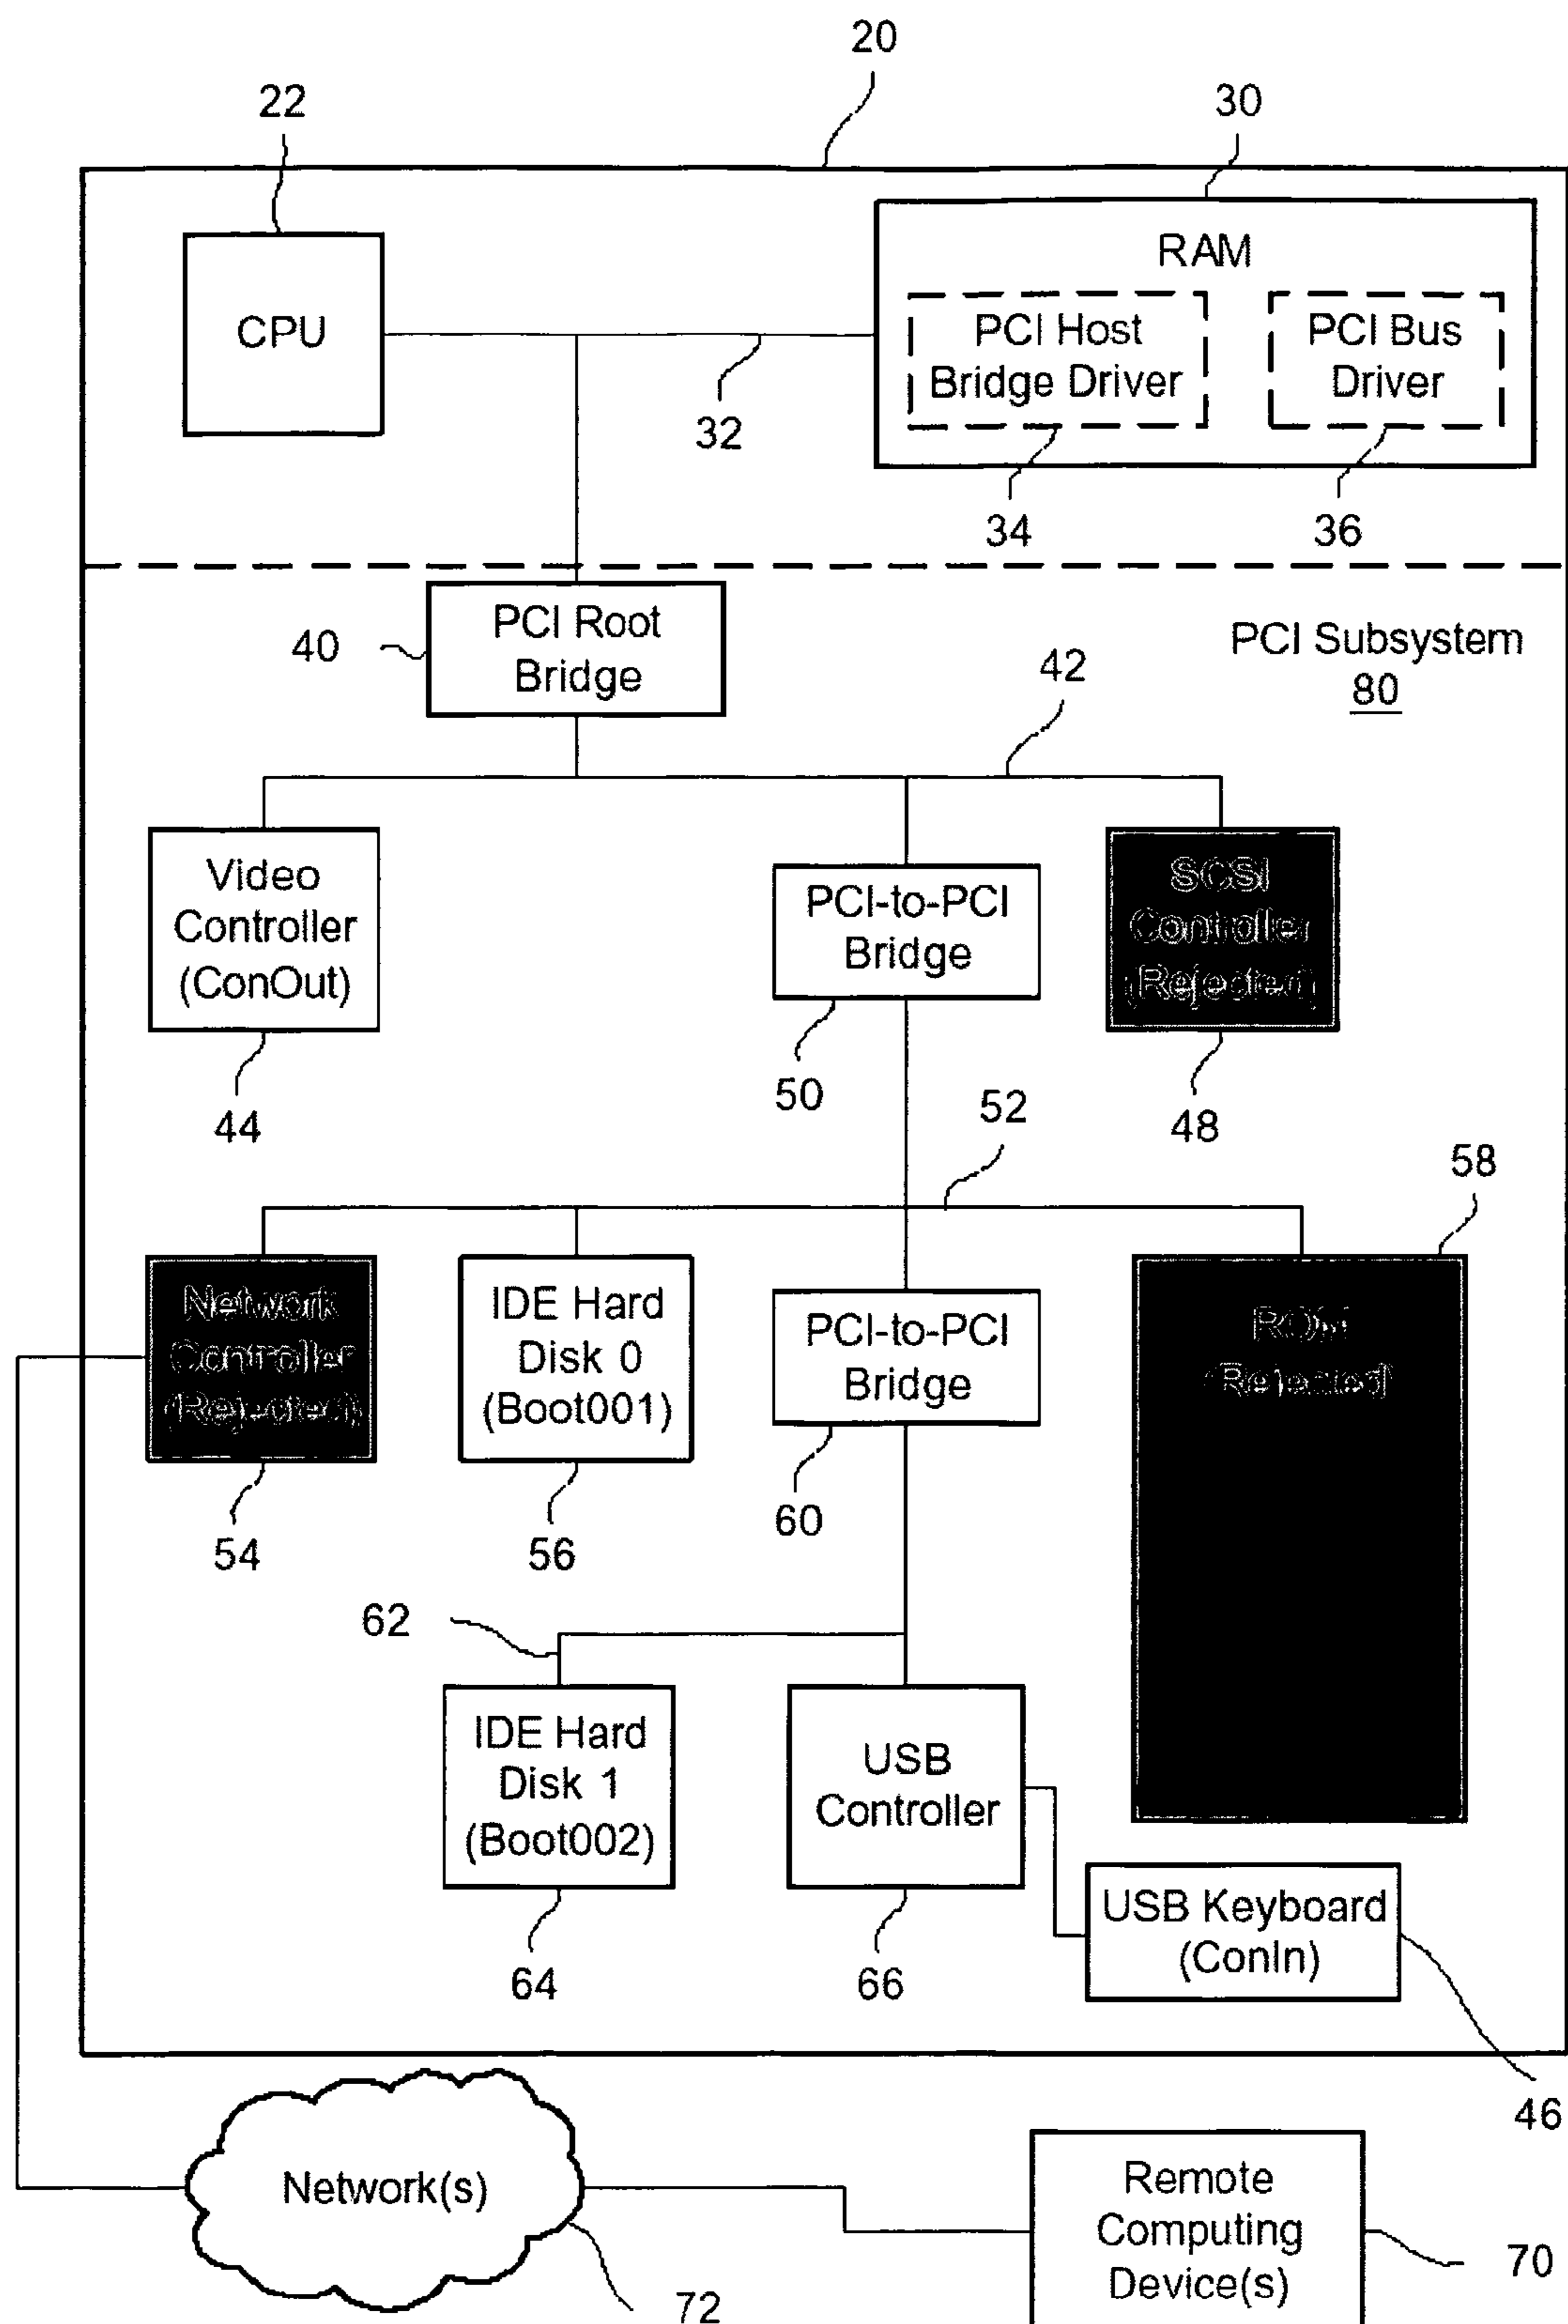 20
22
30
CPU
RAM
PCI Host
Bridge Driver
PCI Bus
Driver
32
34
36
40
PCI Root
Bridge
PCI Subsystem
80
42
Video
Controller
(ConOut)
PCI-to-PCI
Bridge
SCSI
Controller
(Rejected)
44
50
48
52
58
Network
Controller
(Rejected)
IDE Hard
Disk 0
(Boot001)
PCI-to-PCI
Bridge
ROM
(Rejected)
54
56
60
62
IDE Hard
Disk 1
(Boot002)
USB
Controller
USB Keyboard
(ConIn)
64
66
46
Network(s)
Remote
Computing
Device(s)
70
72